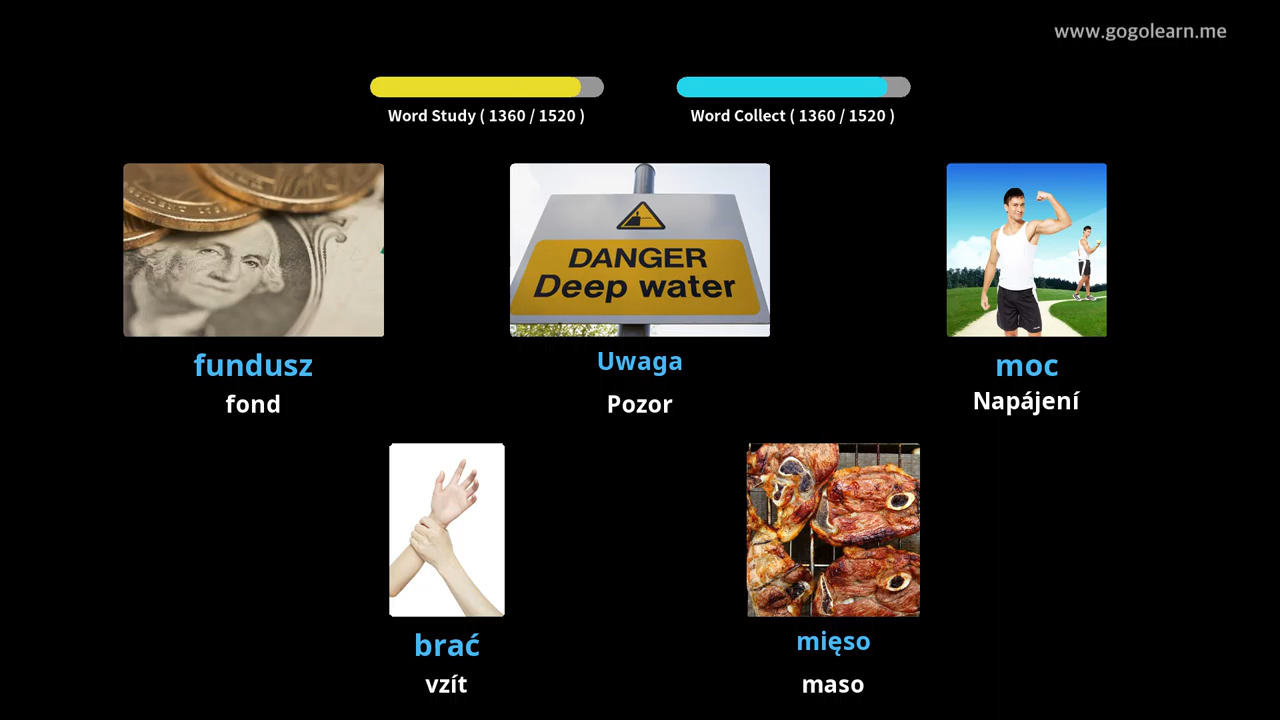 www.gogolearn.me
Word Study ( 1360 / 1520 )
Word Collect ( 1360 / 1520 )
DANGER
Deep water
fundusz
fond
Uwaga
Pozor
moc
Napájení
brać
vzít
mięso
maso